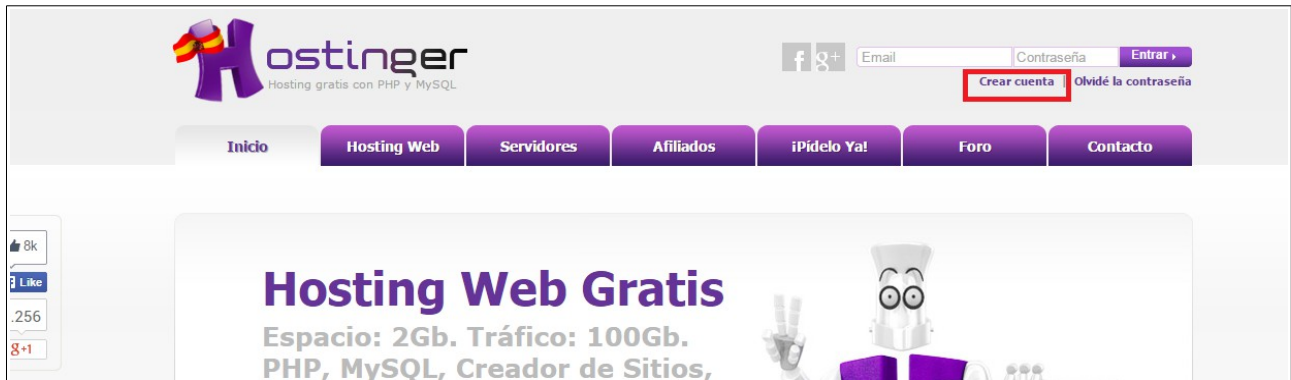 Hostinger
Hosting gratis con PHP y MySQL
f g+ Email Contraseña Entrar
Crear cuenta | Olvidé la contraseña
Inicio Hosting Web Servidores Afiliados ¡Pídelo Ya! Foro Contacto
8k
Like
.256
g+1
Hosting Web Gratis
Espacio: 2Gb. Tráfico: 100Gb.
PHP, MySQL, Creador de Sitios,